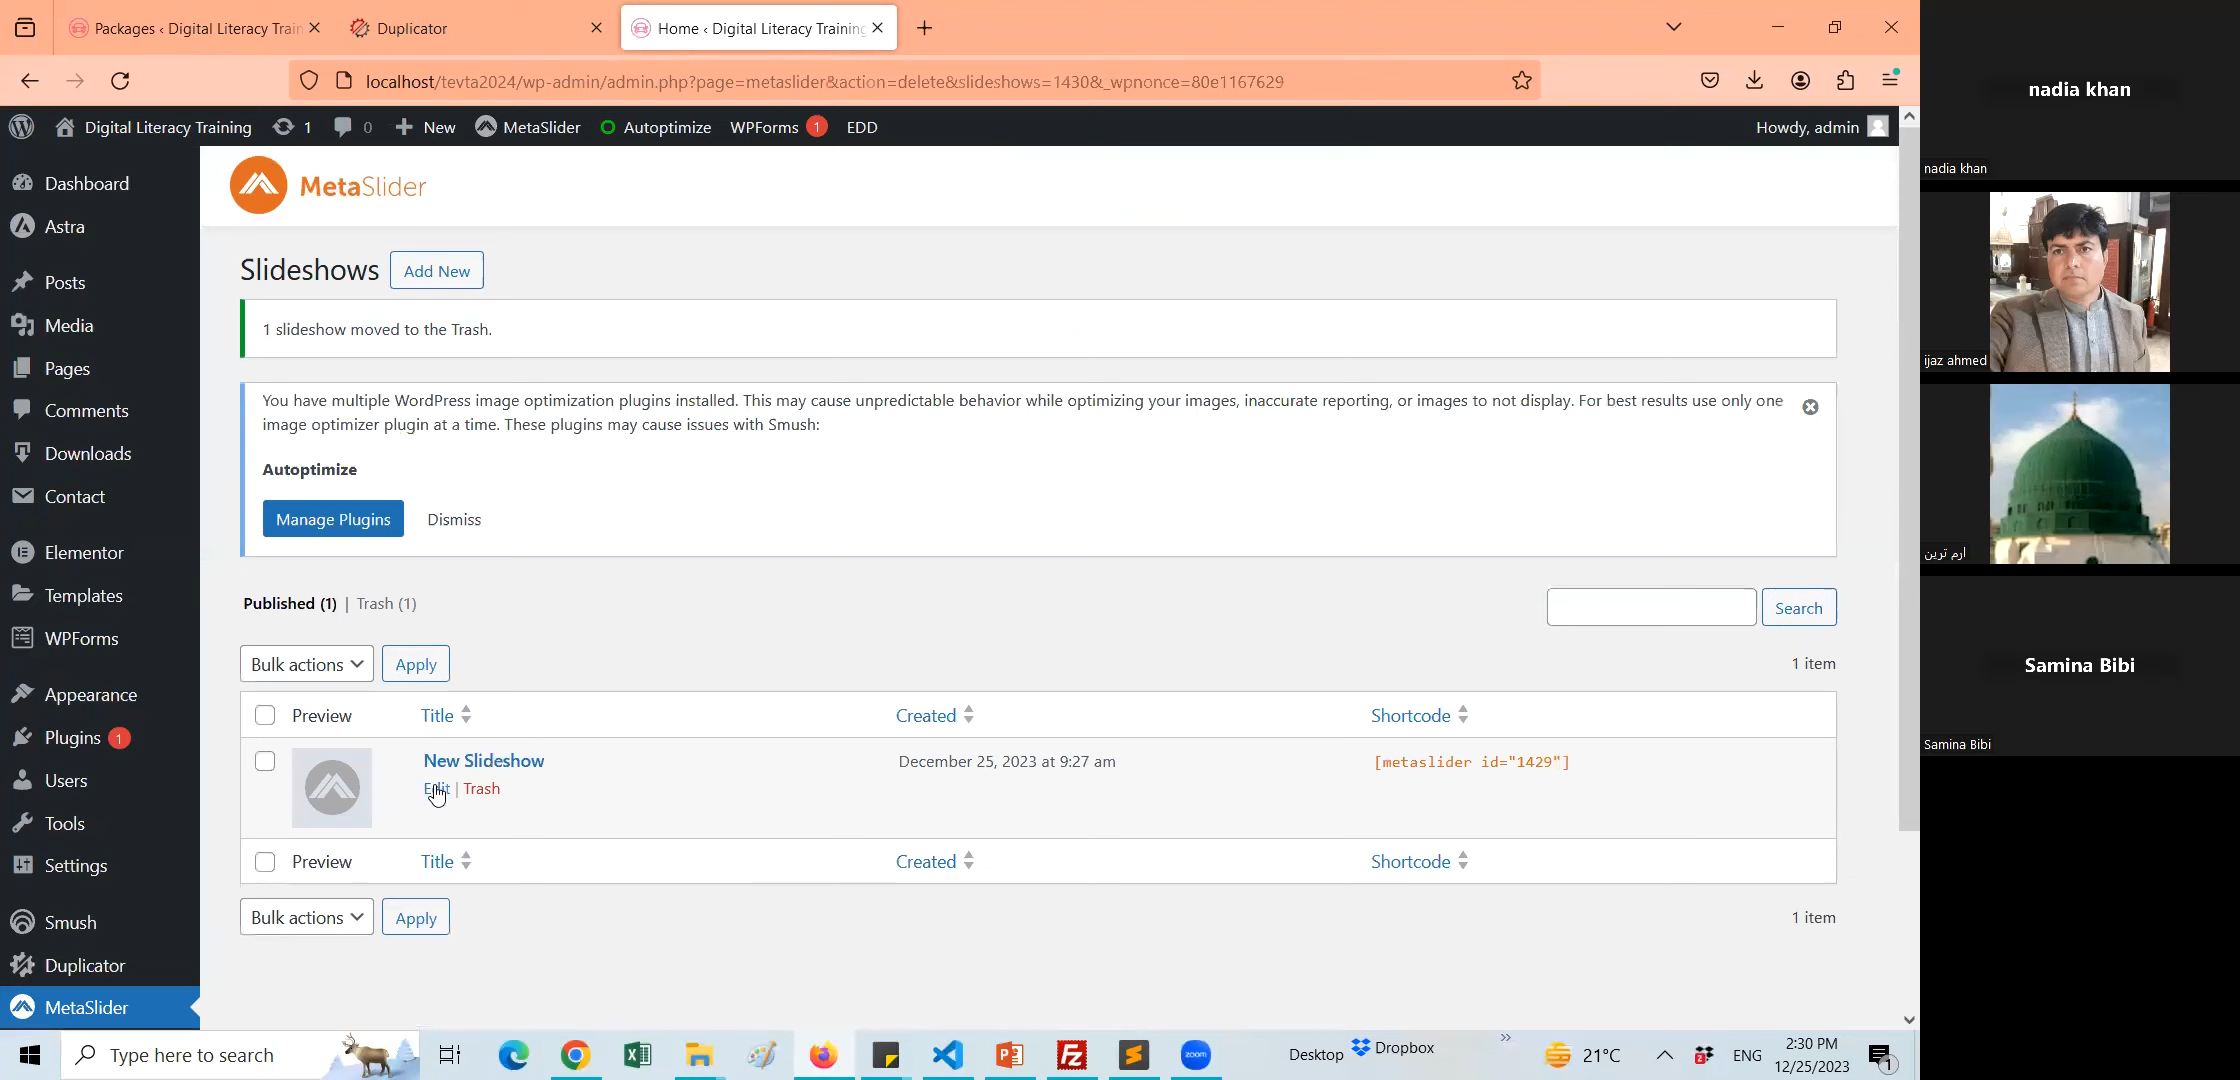 Packages ‹ Digital Literacy Train
Duplicator
Home ‹ Digital Literacy Training
localhost/tevta2024/wp-admin/admin.php?page=metaslider&action=delete&slideshows=1430&_wpnonce=80e1167629
Digital Literacy Training
1
0
New
MetaSlider
Autoptimize
WPForms 1
EDD
Howdy, admin
Dashboard
Astra
Posts
Media
Pages
Comments
Downloads
Contact
Elementor
Templates
WPForms
Appearance
Plugins 1
Users
Tools
Settings
Smush
Duplicator
MetaSlider
MetaSlider
Slideshows
Add New
1 slideshow moved to the Trash.
You have multiple WordPress image optimization plugins installed. This may cause unpredictable behavior while optimizing your images, inaccurate reporting, or images to not display. For best results use only one
image optimizer plugin at a time. These plugins may cause issues with Smush:
Autoptimize
Manage Plugins
Dismiss
Published (1) | Trash (1)
Search
Bulk actions
Apply
1 item
Preview
Title
Created
Shortcode
New Slideshow
December 25, 2023 at 9:27 am
[metaslider id="1429"]
Edit | Trash
Preview
Title
Created
Shortcode
Bulk actions
Apply
1 item
nadia khan
nadia khan
ijaz ahmed
ارم ترین
Samina Bibi
Samina Bibi
Type here to search
zoom
Desktop
Dropbox
»
21°C
2
ENG
2:30 PM
12/25/2023
1